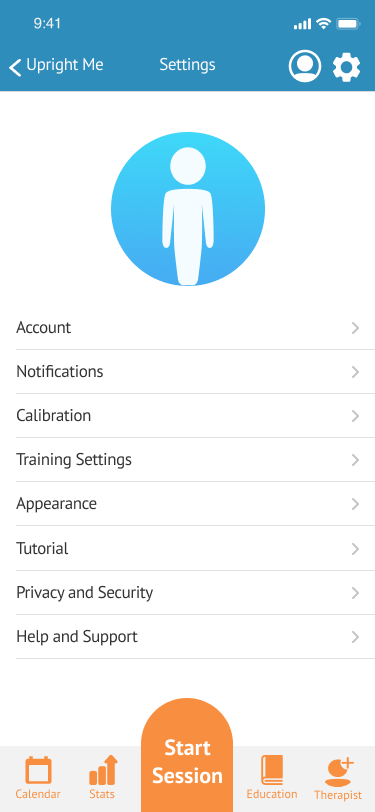 9:41
Upright Me
Settings
Account
Notifications
Calibration
Training Settings
Appearance
Tutorial
Privacy and Security
Help and Support
Start
Session
Calendar
Stats
Education
Therapist